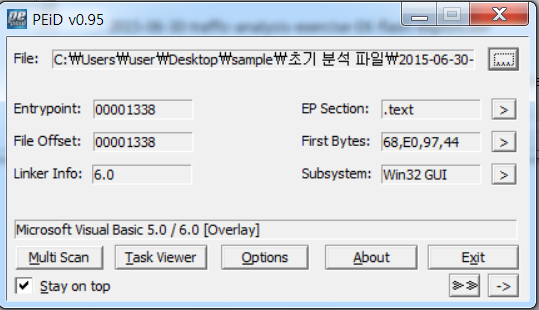 PEiD v0.95
File: C:₩Users₩user₩Desktop₩sample₩초기 분석 파일₩2015-06-30- ...
Entrypoint: 00001338 EP Section: .text >
File Offset: 00001338 First Bytes: 68,E0,97,44 >
Linker Info: 6.0 Subsystem: Win32 GUI >
Microsoft Visual Basic 5.0 / 6.0 [Overlay]
Multi Scan Task Viewer Options About Exit
Stay on top ->